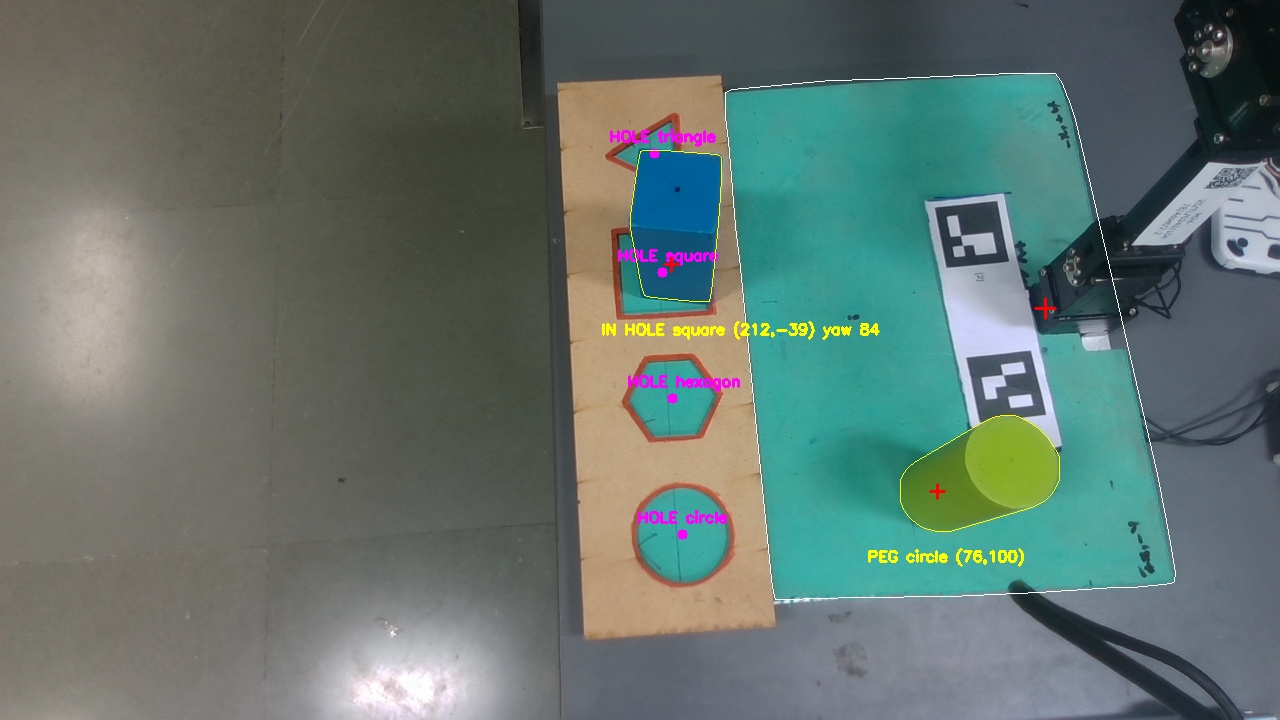 HOLE triangle
HOLE square
IN HOLE square (212,-39) yaw 84
HOLE hexagon
HOLE circle
PEG circle (76,100)